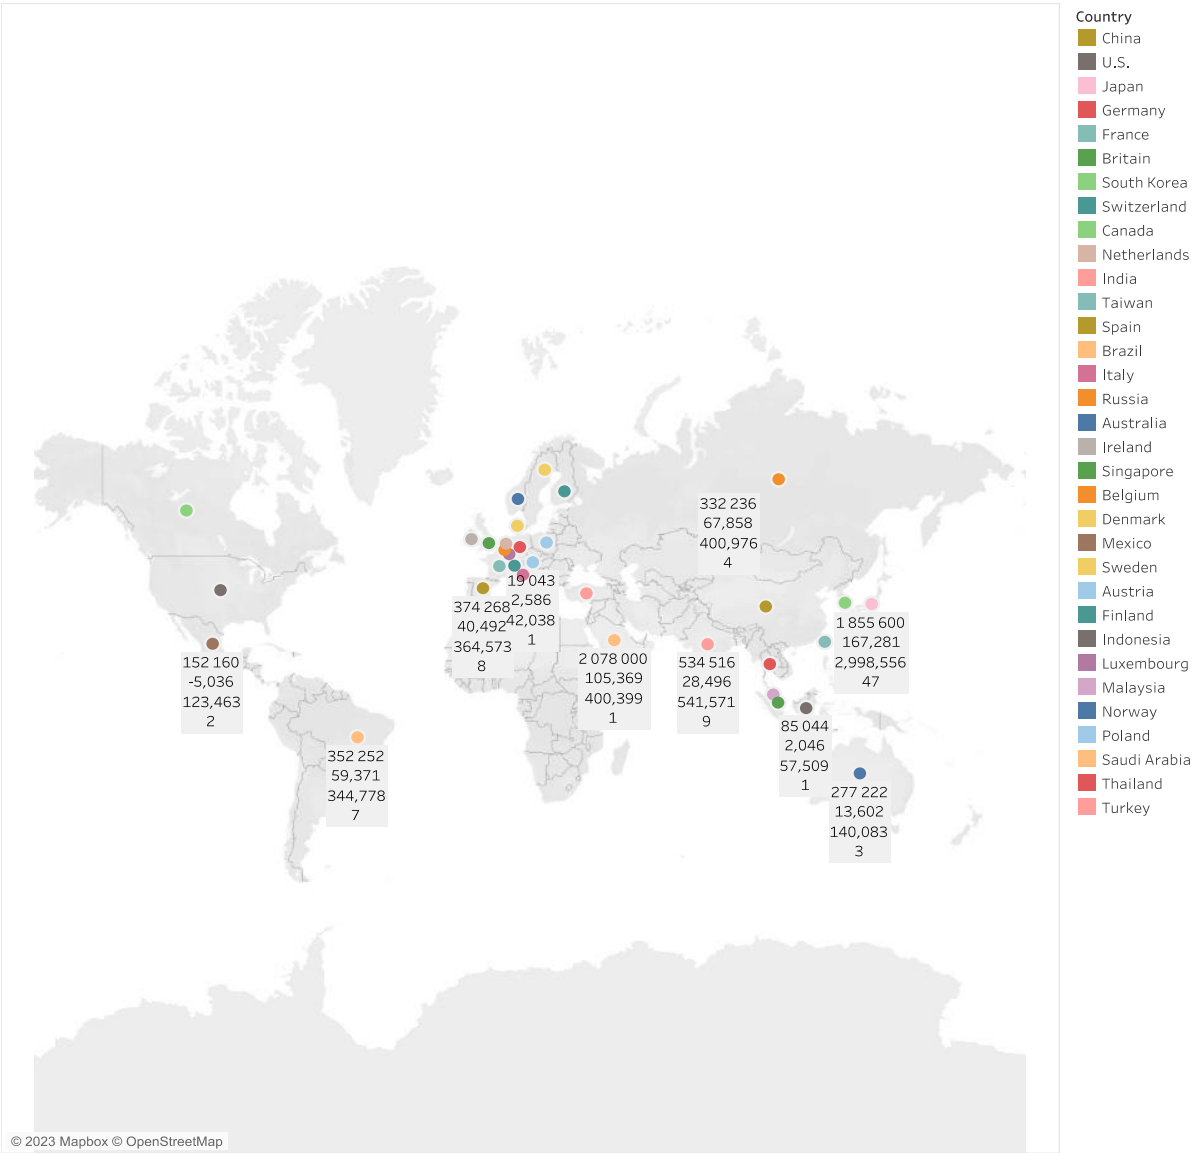 Country
China
U.S.
Japan
Germany
France
Britain
South Korea
Switzerland
Canada
Netherlands
India
Taiwan
Spain
Brazil
Italy
Russia
Australia
Ireland
Singapore
Belgium
Denmark
Mexico
Sweden
Austria
Finland
Indonesia
Luxembourg
Malaysia
Norway
Poland
Saudi Arabia
Thailand
Turkey
332 236
67,858
400,976
4
19 043
2,586
42,038
1
374 268
40,492
364,573
8
1 855 600
167,281
2,998,556
47
152 160
-5,036
123,463
2
2 078 000
105,369
400,399
1
534 516
28,496
541,571
9
85 044
2,046
57,509
1
352 252
59,371
344,778
7
277 222
13,602
140,083
3
© 2023 Mapbox © OpenStreetMap